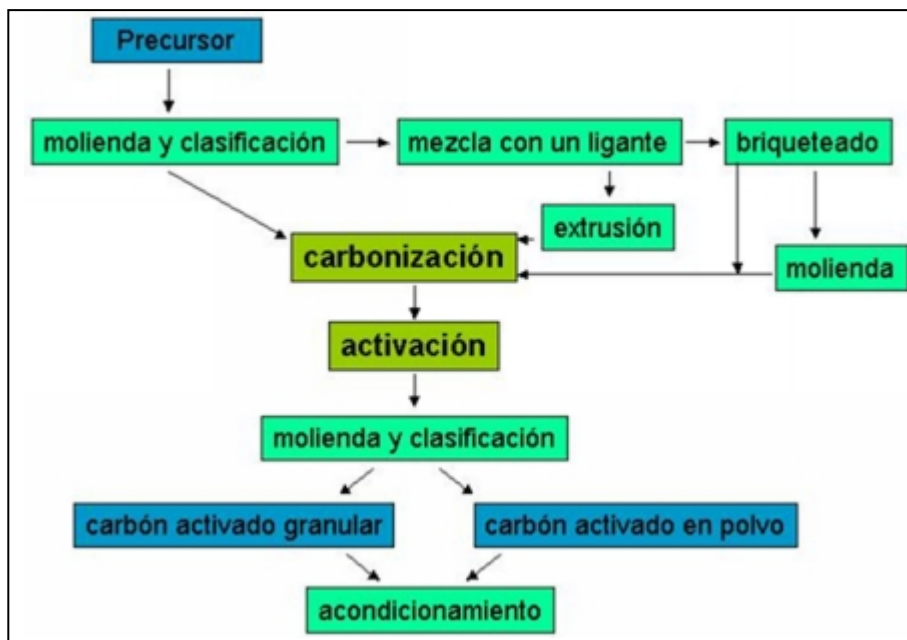 Precursor
molienda y clasificación
mezcla con un ligante
briqueteado
extrusión
carbonización
molienda
activación
molienda y clasificación
carbón activado granular
carbón activado en polvo
acondicionamiento